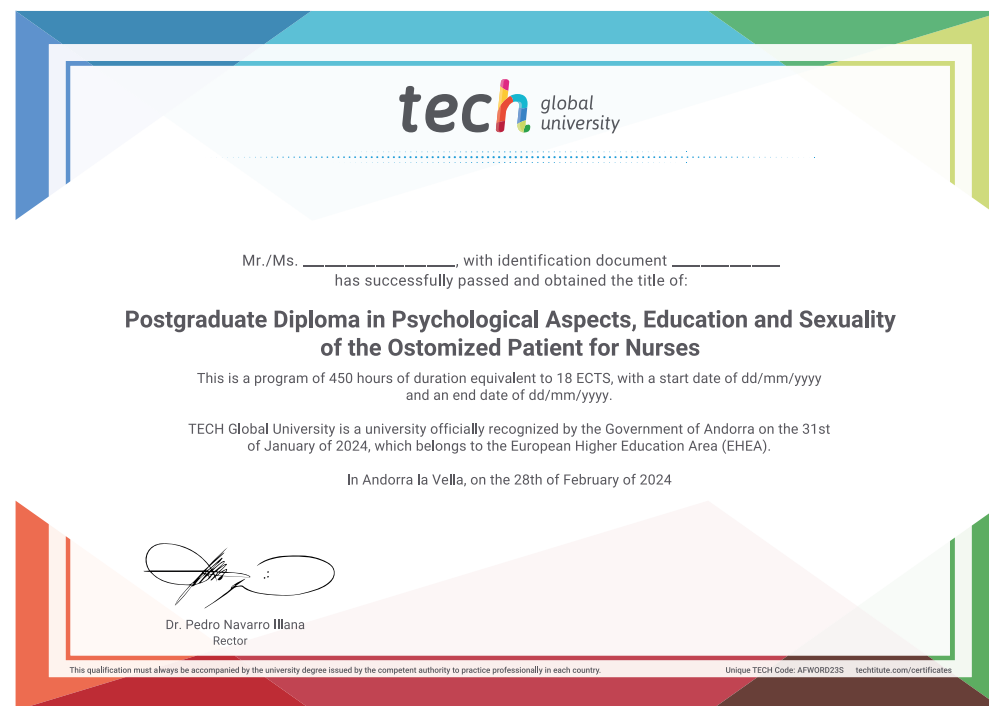 tech global university
Mr./Ms. ____________, with identification document ____________
has successfully passed and obtained the title of:
Postgraduate Diploma in Psychological Aspects, Education and Sexuality
of the Ostomized Patient for Nurses
This is a program of 450 hours of duration equivalent to 18 ECTS, with a start date of dd/mm/yyyy
and an end date of dd/mm/yyyy.
TECH Global University is a university officially recognized by the Government of Andorra on the 31st
of January of 2024, which belongs to the European Higher Education Area (EHEA).
In Andorra la Vella, on the 28th of February of 2024
Dr. Pedro Navarro Illana
Rector
This qualification must always be accompanied by the university degree issued by the competent authority to practice professionally in each country.
Unique TECH Code: AFWORD23S techtitute.com/certificates